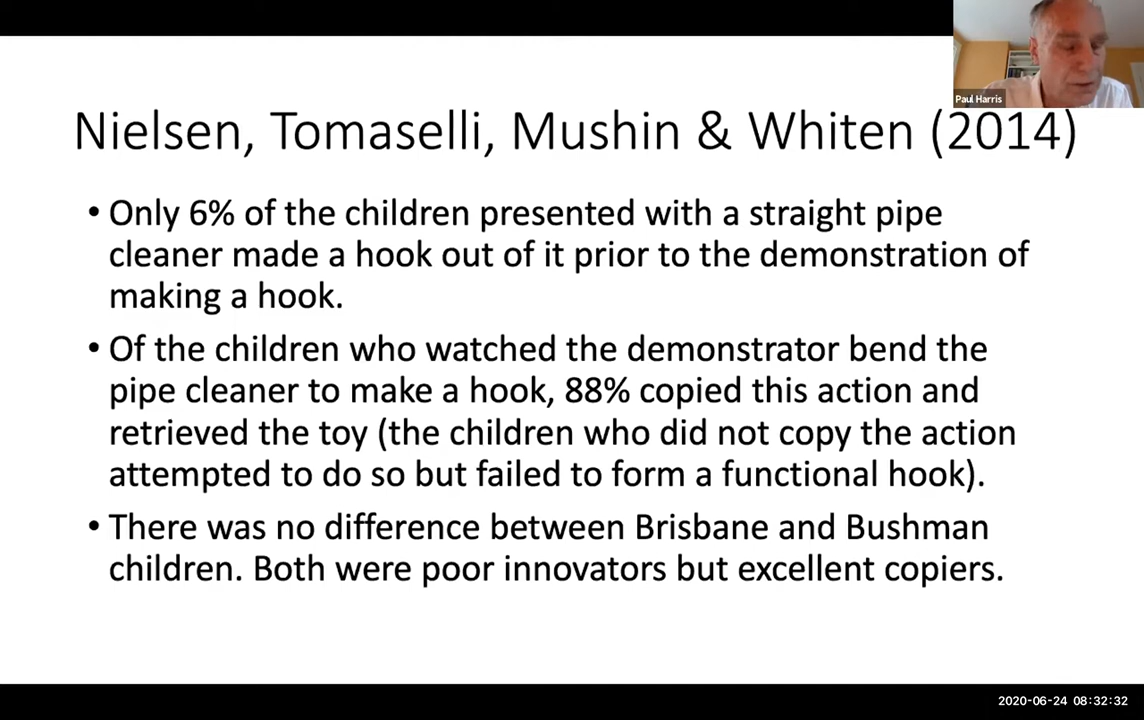 Paul Harris
Nielsen, Tomaselli, Mushin & Whiten (2014)
• Only 6% of the children presented with a straight pipe
cleaner made a hook out of it prior to the demonstration of
making a hook.
• Of the children who watched the demonstrator bend the
pipe cleaner to make a hook, 88% copied this action and
retrieved the toy (the children who did not copy the action
attempted to do so but failed to form a functional hook).
• There was no difference between Brisbane and Bushman
children. Both were poor innovators but excellent copiers.
2020-06-24 08:32:32